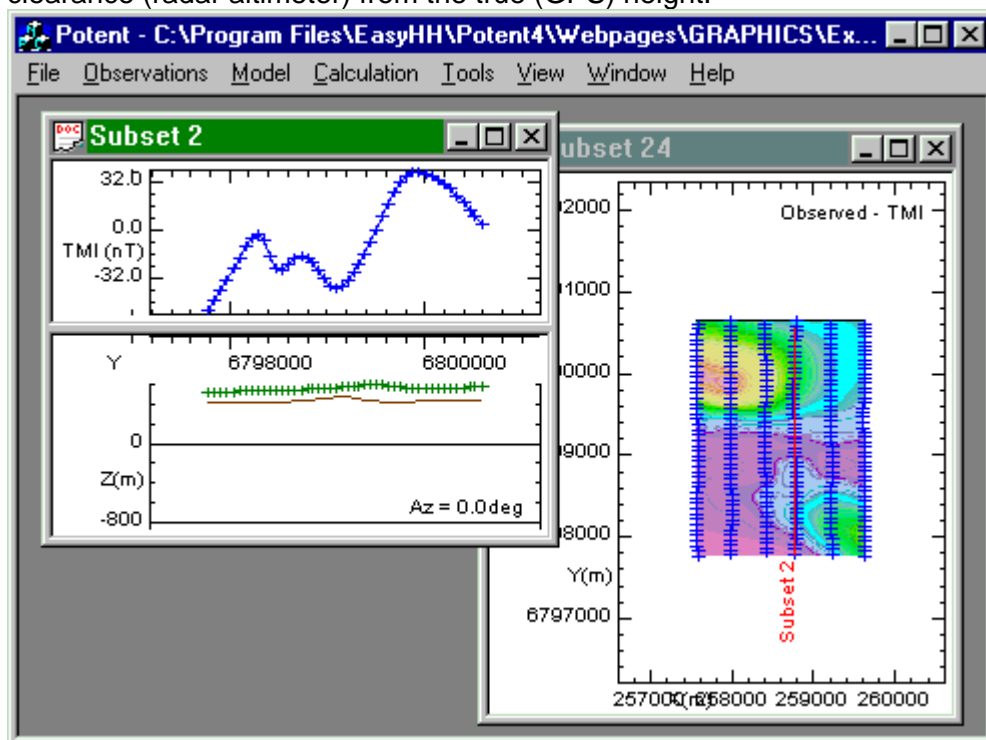 clearance (radar altimeter) from the true (GPS) height.
Potent - C:\Program Files\EasyHH\Potent4\Webpages\GRAPHICS\Ex...
File Observations Model Calculation Tools View Window Help
DOC Subset 2
32.0
0.0
TMI (nT)
-32.0
Y 6798000 6800000
0
Z(m)
-800
Az = 0.0deg
ubset 24
2000
Observed - TMI
1000
0000
9000
8000
Y(m)
6797000
Subset 2
257000 258000 259000 260000